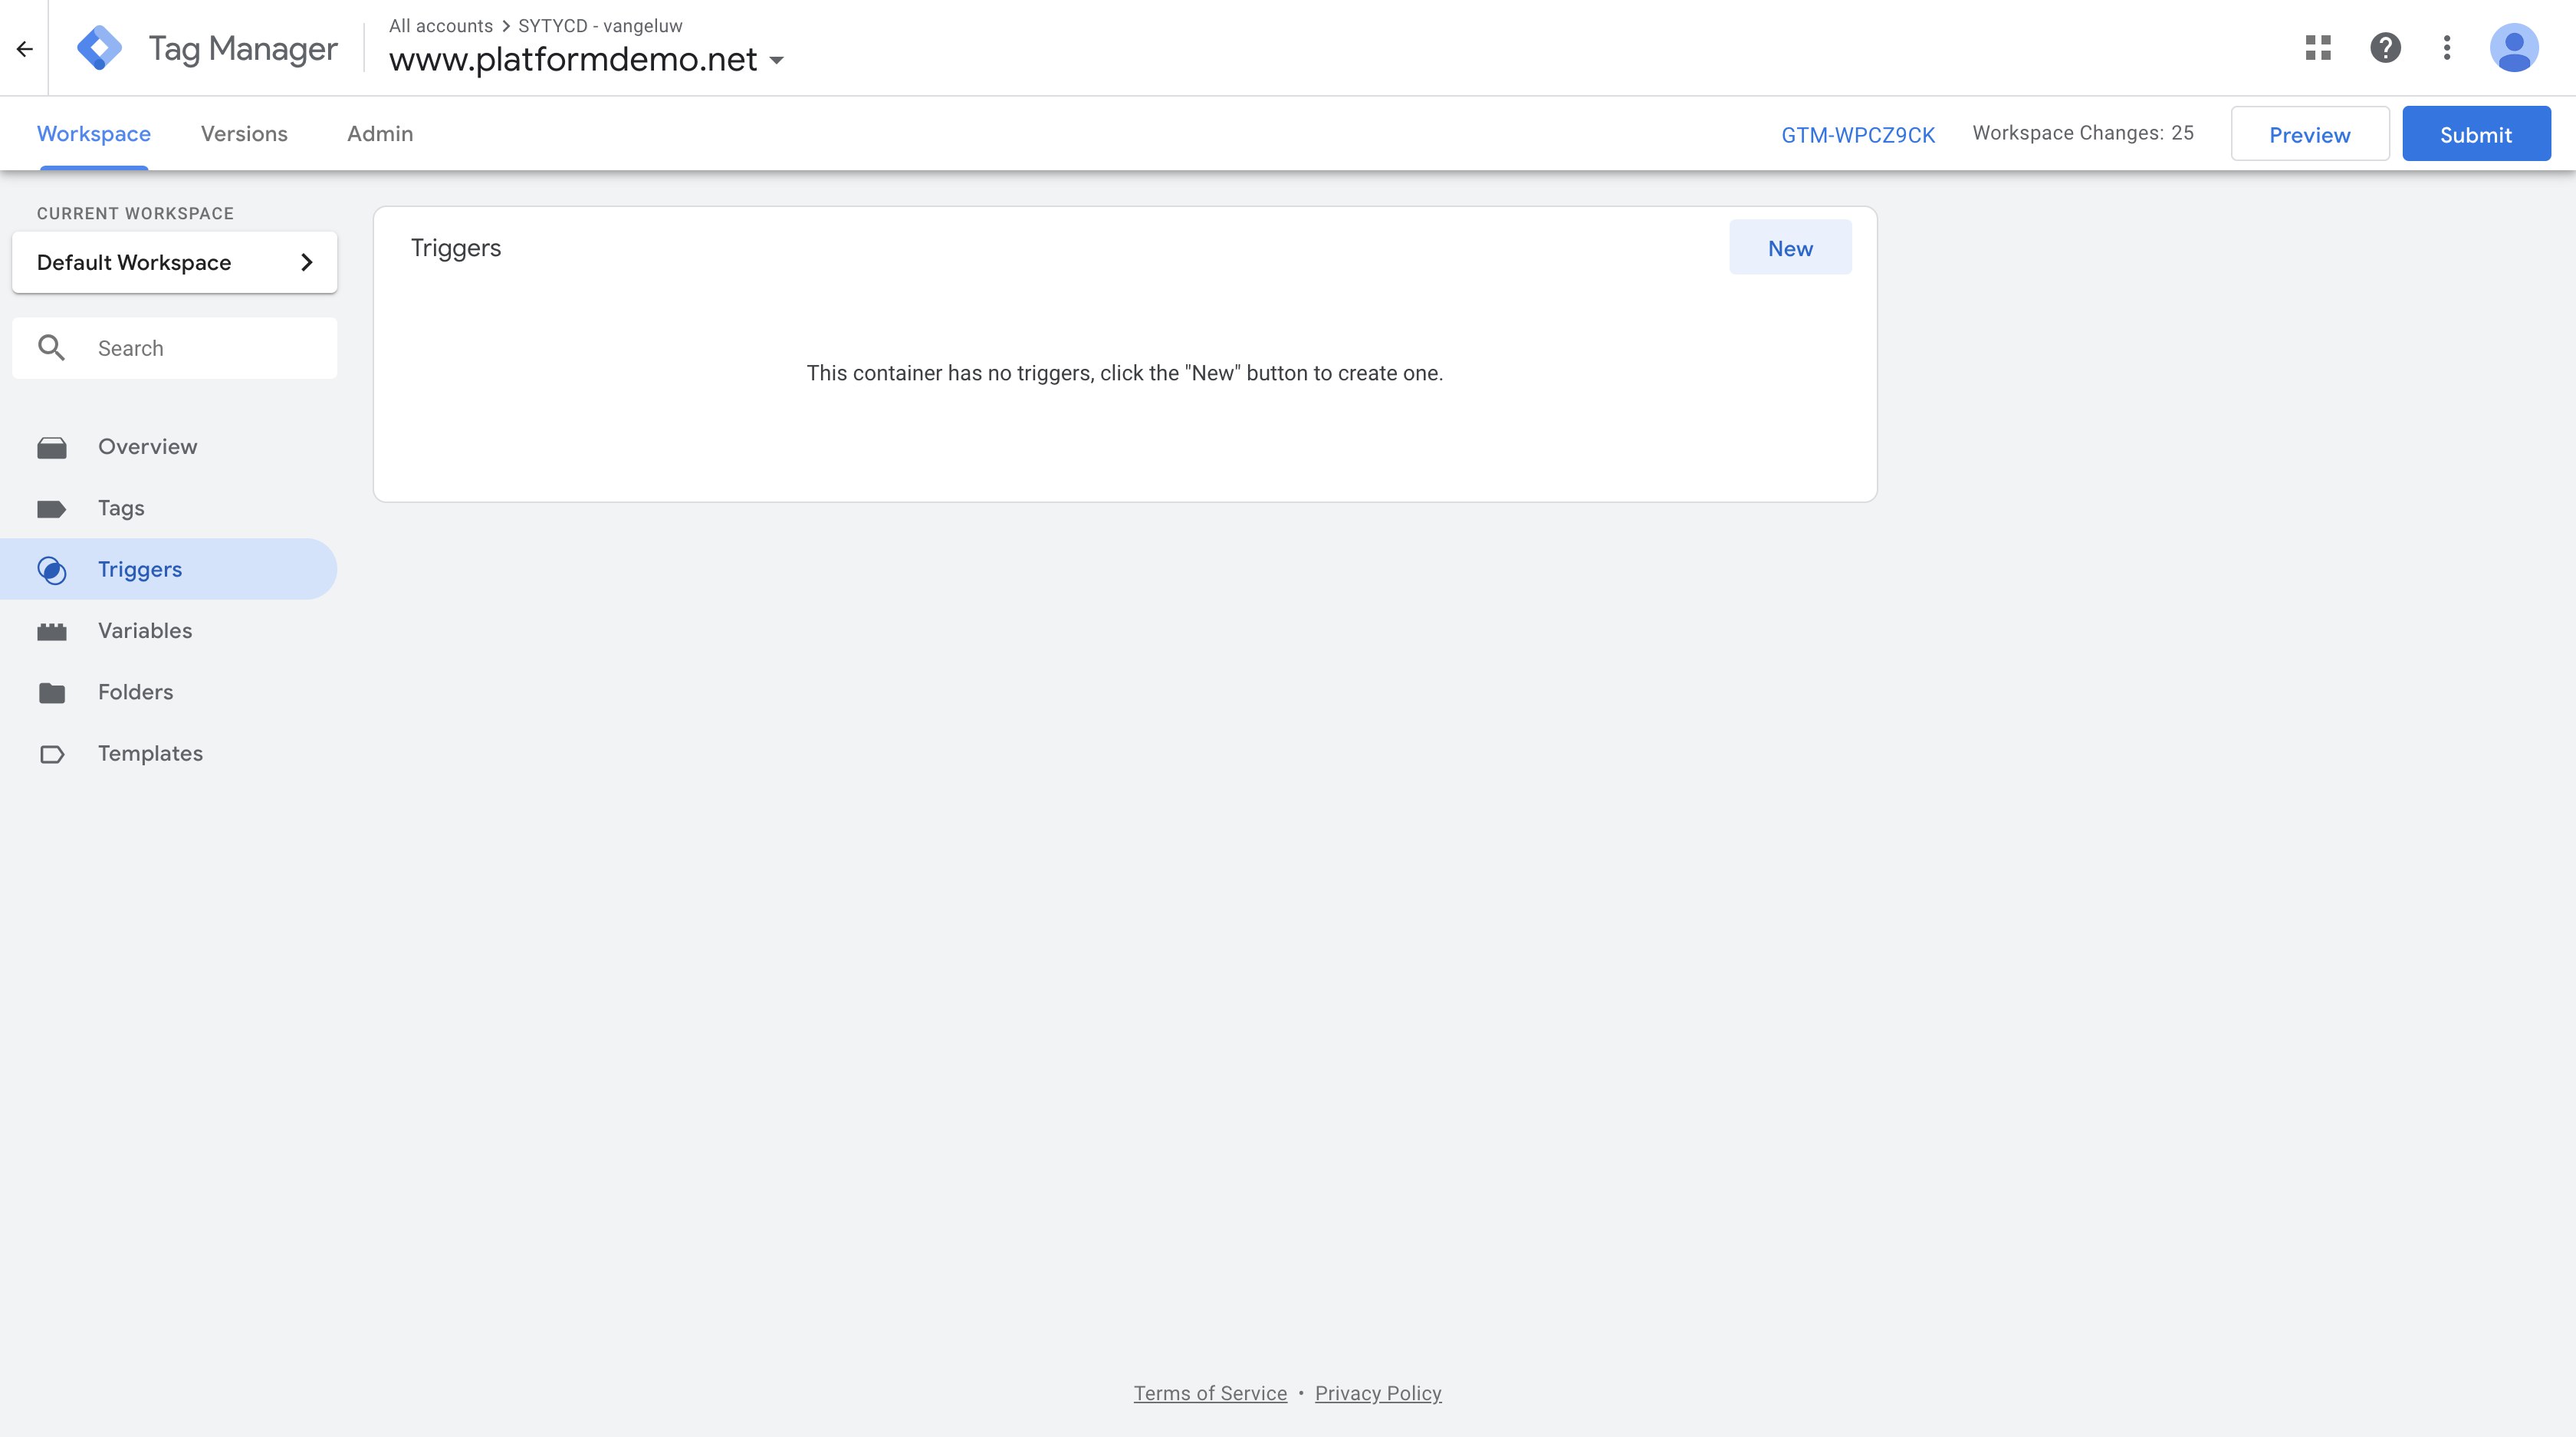 Tag Manager
All accounts > SYTYCD - vangeluw
www.platformdemo.net
Workspace
Versions
Admin
GTM-WPCZ9CK
Workspace Changes: 25
Preview
Submit
CURRENT WORKSPACE
Default Workspace
Search
Overview
Tags
Triggers
Variables
Folders
Templates
Triggers
New
This container has no triggers, click the "New" button to create one.
Terms of Service • Privacy Policy